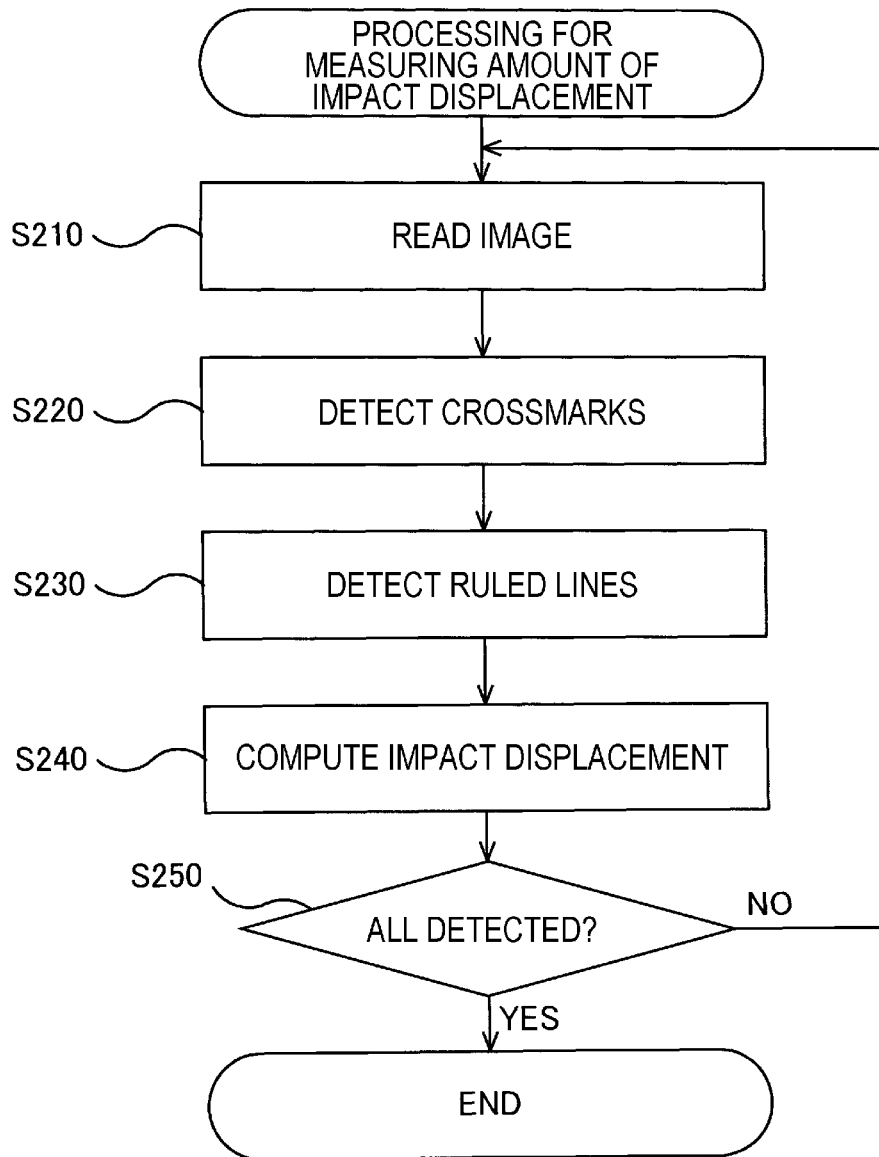 PROCESSING FOR
MEASURING AMOUNT OF
IMPACT DISPLACEMENT
S210
READ IMAGE
S220
DETECT CROSSMARKS
S230
DETECT RULED LINES
S240
COMPUTE IMPACT DISPLACEMENT
S250
ALL DETECTED?
NO
YES
END